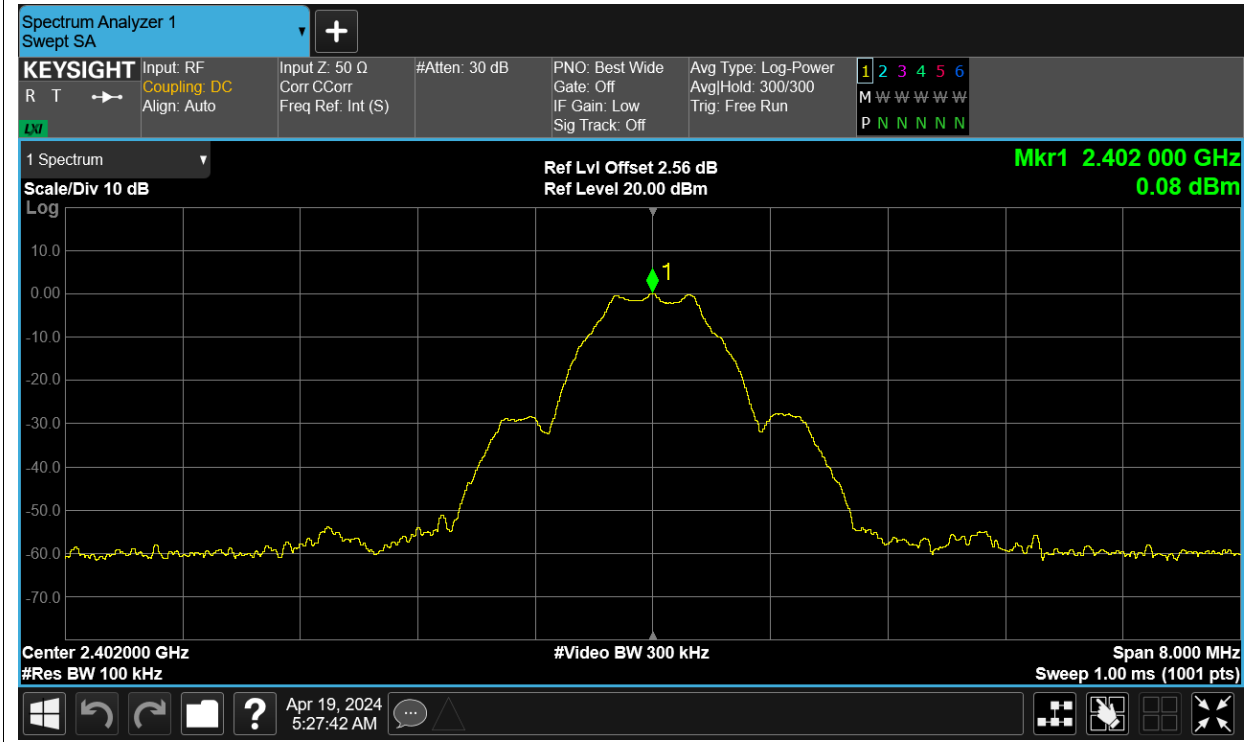 Spectrum Analyzer 1
Swept SA
KEYSIGHT
R T
LXI
Input: RF
Coupling: DC
Align: Auto
Input Z: 50 Ω
Corr CCorr
Freq Ref: Int (S)
#Atten: 30 dB
PNO: Best Wide
Gate: Off
IF Gain: Low
Sig Track: Off
Avg Type: Log-Power
Avg|Hold: 300/300
Trig: Free Run
1 2 3 4 5 6
M W W W W W
P N N N N N
1 Spectrum
Scale/Div 10 dB
Log
Ref Lvl Offset 2.56 dB
Ref Level 20.00 dBm
Mkr1 2.402 000 GHz
0.08 dBm
1
10.0
0.00
-10.0
-20.0
-30.0
-40.0
-50.0
-60.0
-70.0
Center 2.402000 GHz
#Res BW 100 kHz
#Video BW 300 kHz
Span 8.000 MHz
Sweep 1.00 ms (1001 pts)
?
Apr 19, 2024
5:27:42 AM